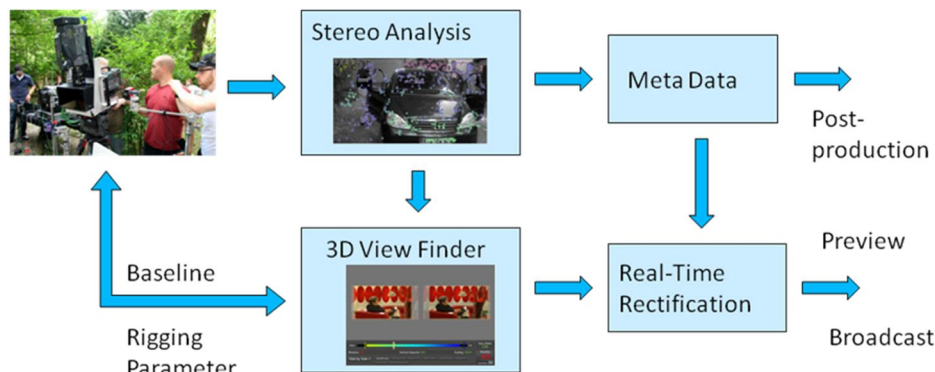 Stereo Analysis
Meta Data
Post-
production
3D View Finder
Baseline
Rigging
Parameter
Real-Time
Rectification
Preview
Broadcast